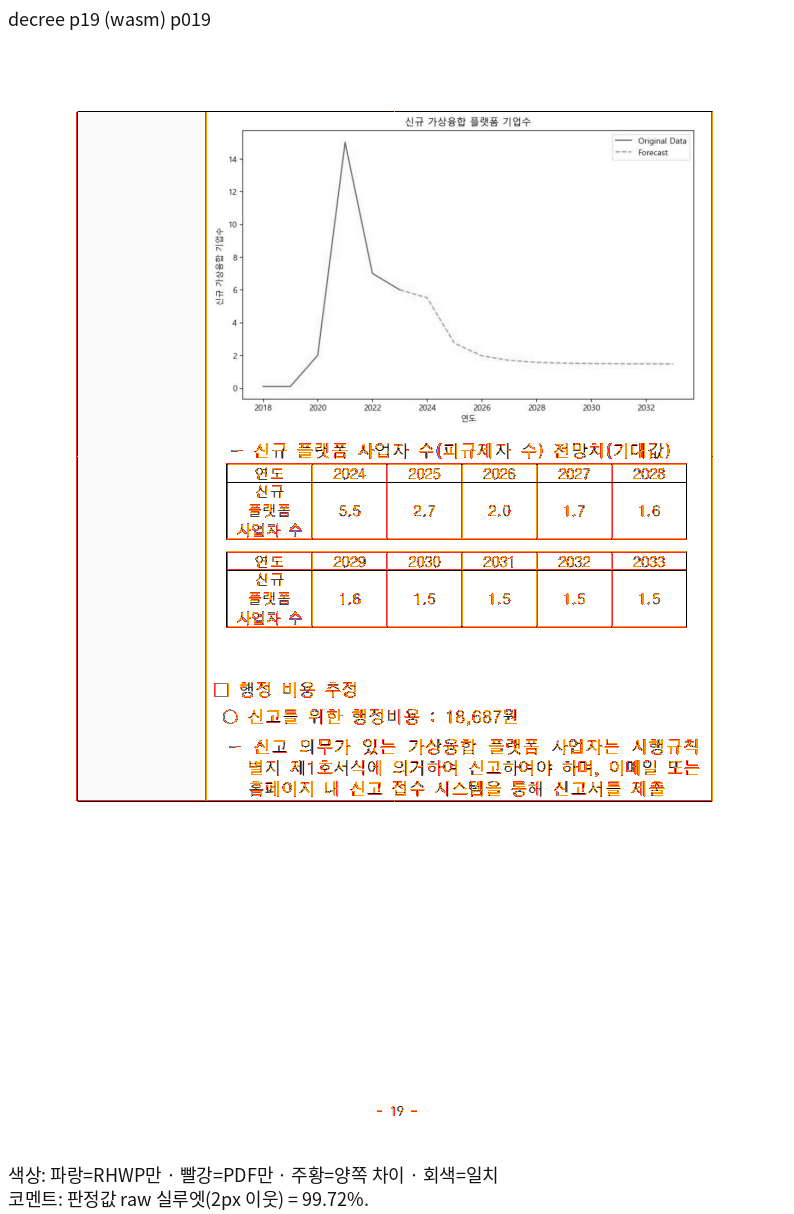 decree p19 (wasm) p019
신규 가상융합 플랫폼 기업수
Original Data
Forecast
신규 가상융합 기업수
14
12
10
8
6
4
2
0
2018 2020 2022 2024 2026 2028 2030 2032
연도
- 신규 플랫폼 사업자 수(피규제자 수) 전망치(기대값)
연도 2024 2025 2026 2027 2028
신규
플랫폼 5.5 2.7 2.0 1.7 1.6
사업자 수
연도 2029 2030 2031 2032 2033
신규
플랫폼 1.6 1.5 1.5 1.5 1.5
사업자 수
□ 행정 비용 추정
○ 신고를 위한 행정비용 : 18,687원
- 신고 의무가 있는 가상융합 플랫폼 사업자는 시행규칙
별지 제1호서식에 의거하여 신고하여야 하며, 이메일 또는
홈페이지 내 신고 접수 시스템을 통해 신고서를 제출
- 19 -
색상: 파랑=RHWP만 · 빨강=PDF만 · 주황=양쪽 차이 · 회색=일치
코멘트: 판정값 raw 실루엣(2px 이웃) = 99.72%.